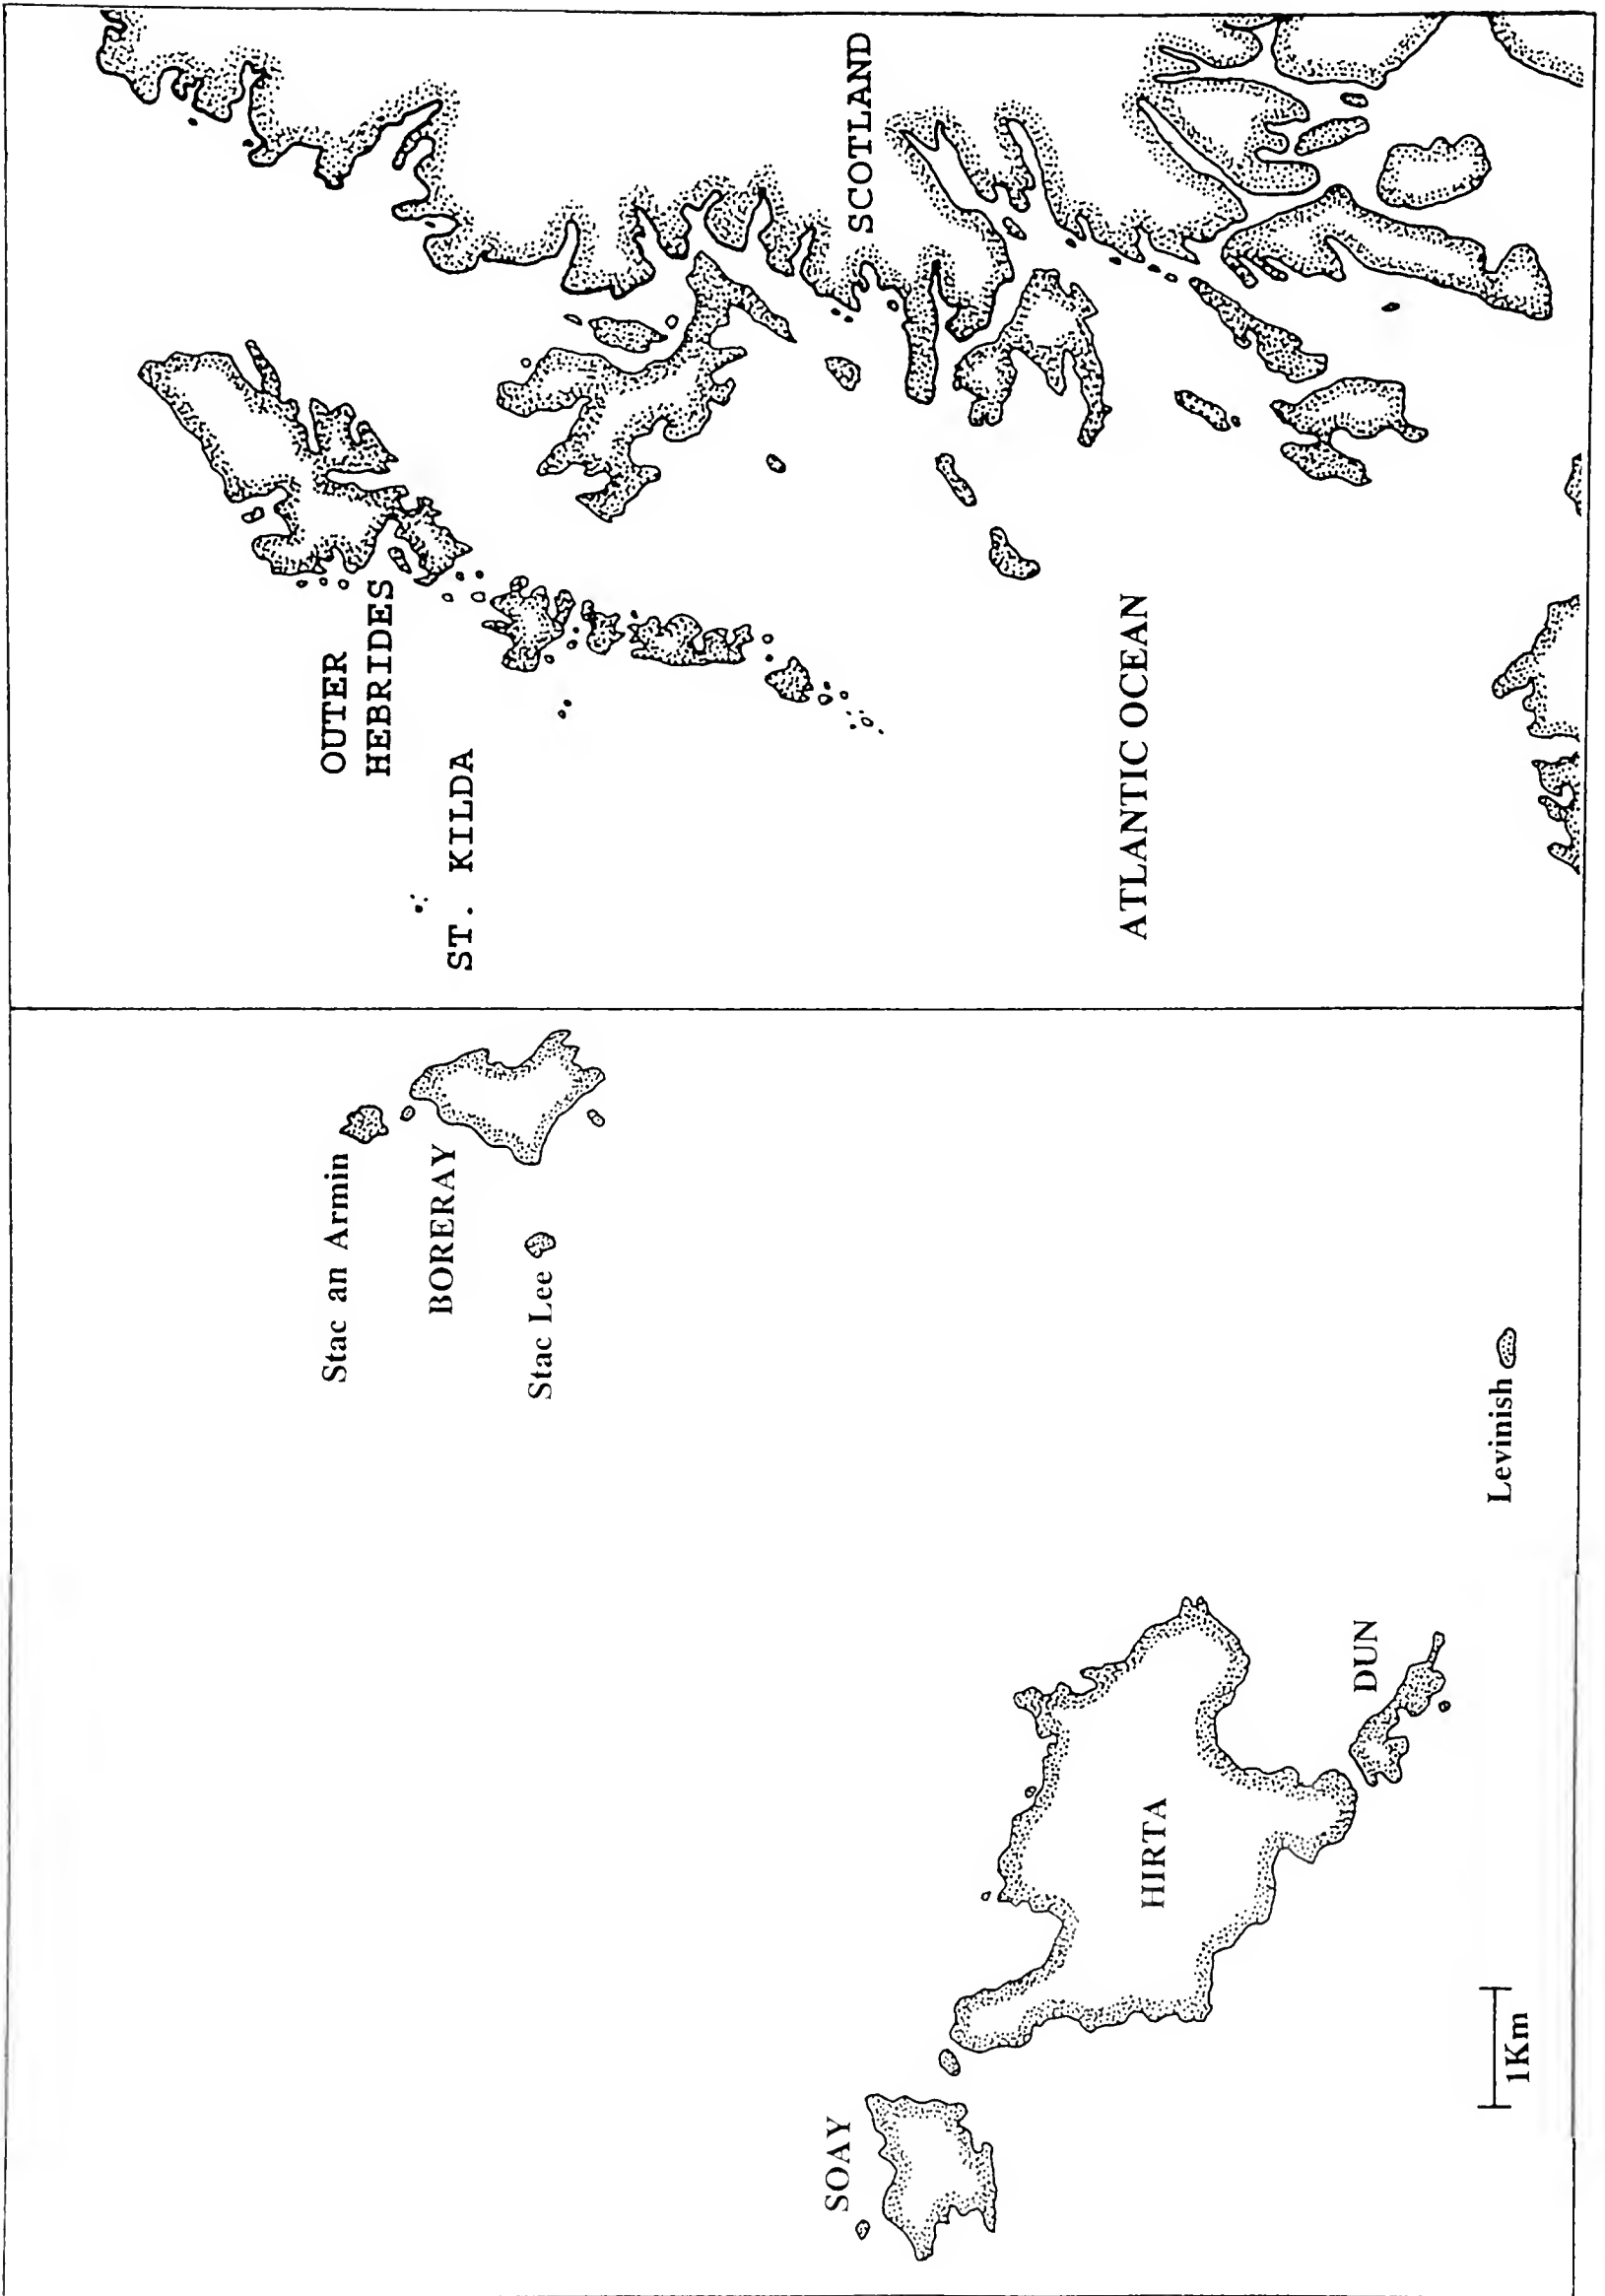 Stac an Armin
BORERAY
Stac Lee
SOAY
HIRTA
DUN
Levinish
1Km
OUTER
HEBRIDES
ST. KILDA
SCOTLAND
ATLANTIC OCEAN